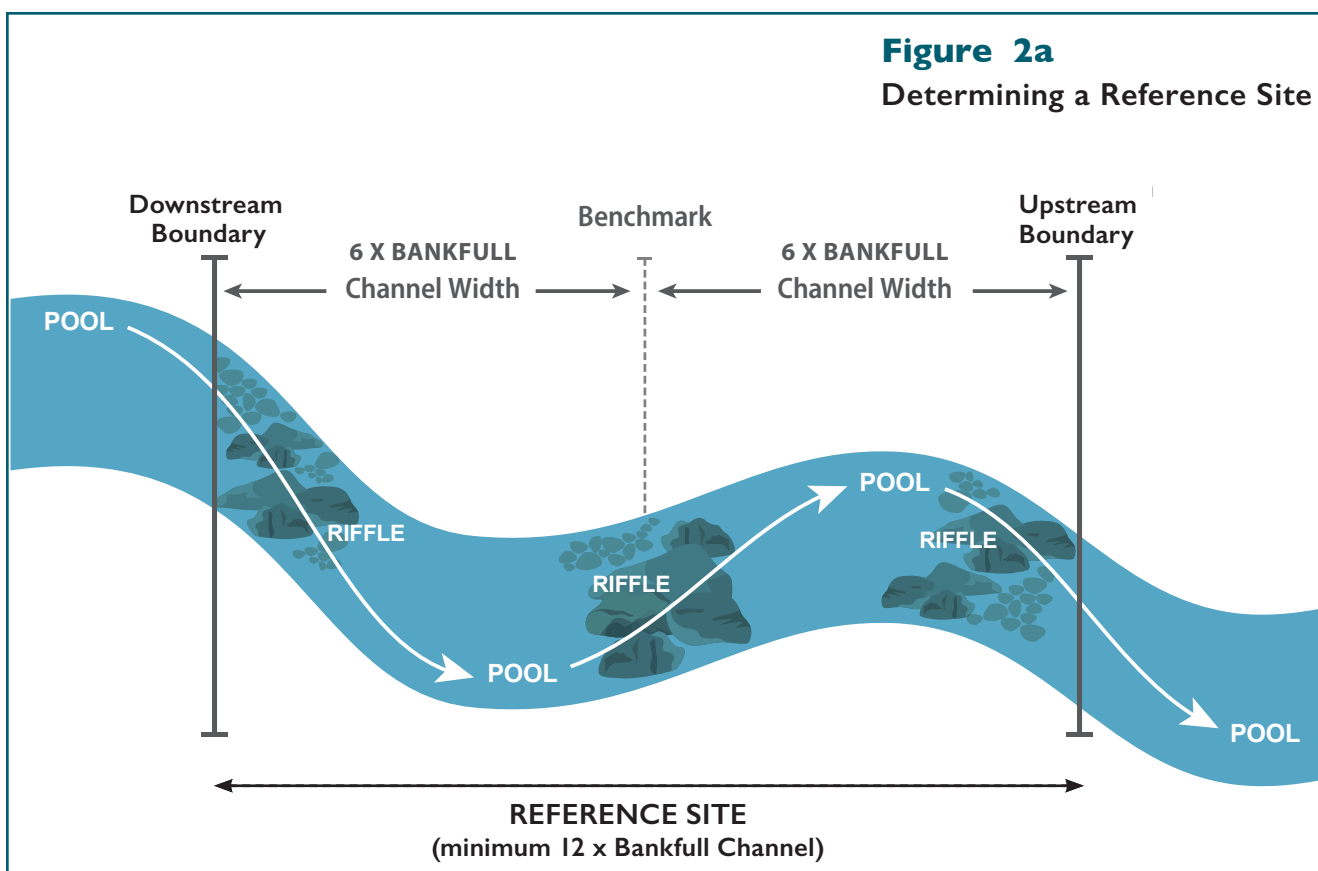 Figure 2a
Determining a Reference Site
Downstream
Boundary
Benchmark
Upstream
Boundary
6 X BANKFULL
Channel Width
6 X BANKFULL
Channel Width
POOL
RIFFLE
POOL
RIFFLE
POOL
RIFFLE
POOL
REFERENCE SITE
(minimum 12 x Bankfull Channel)